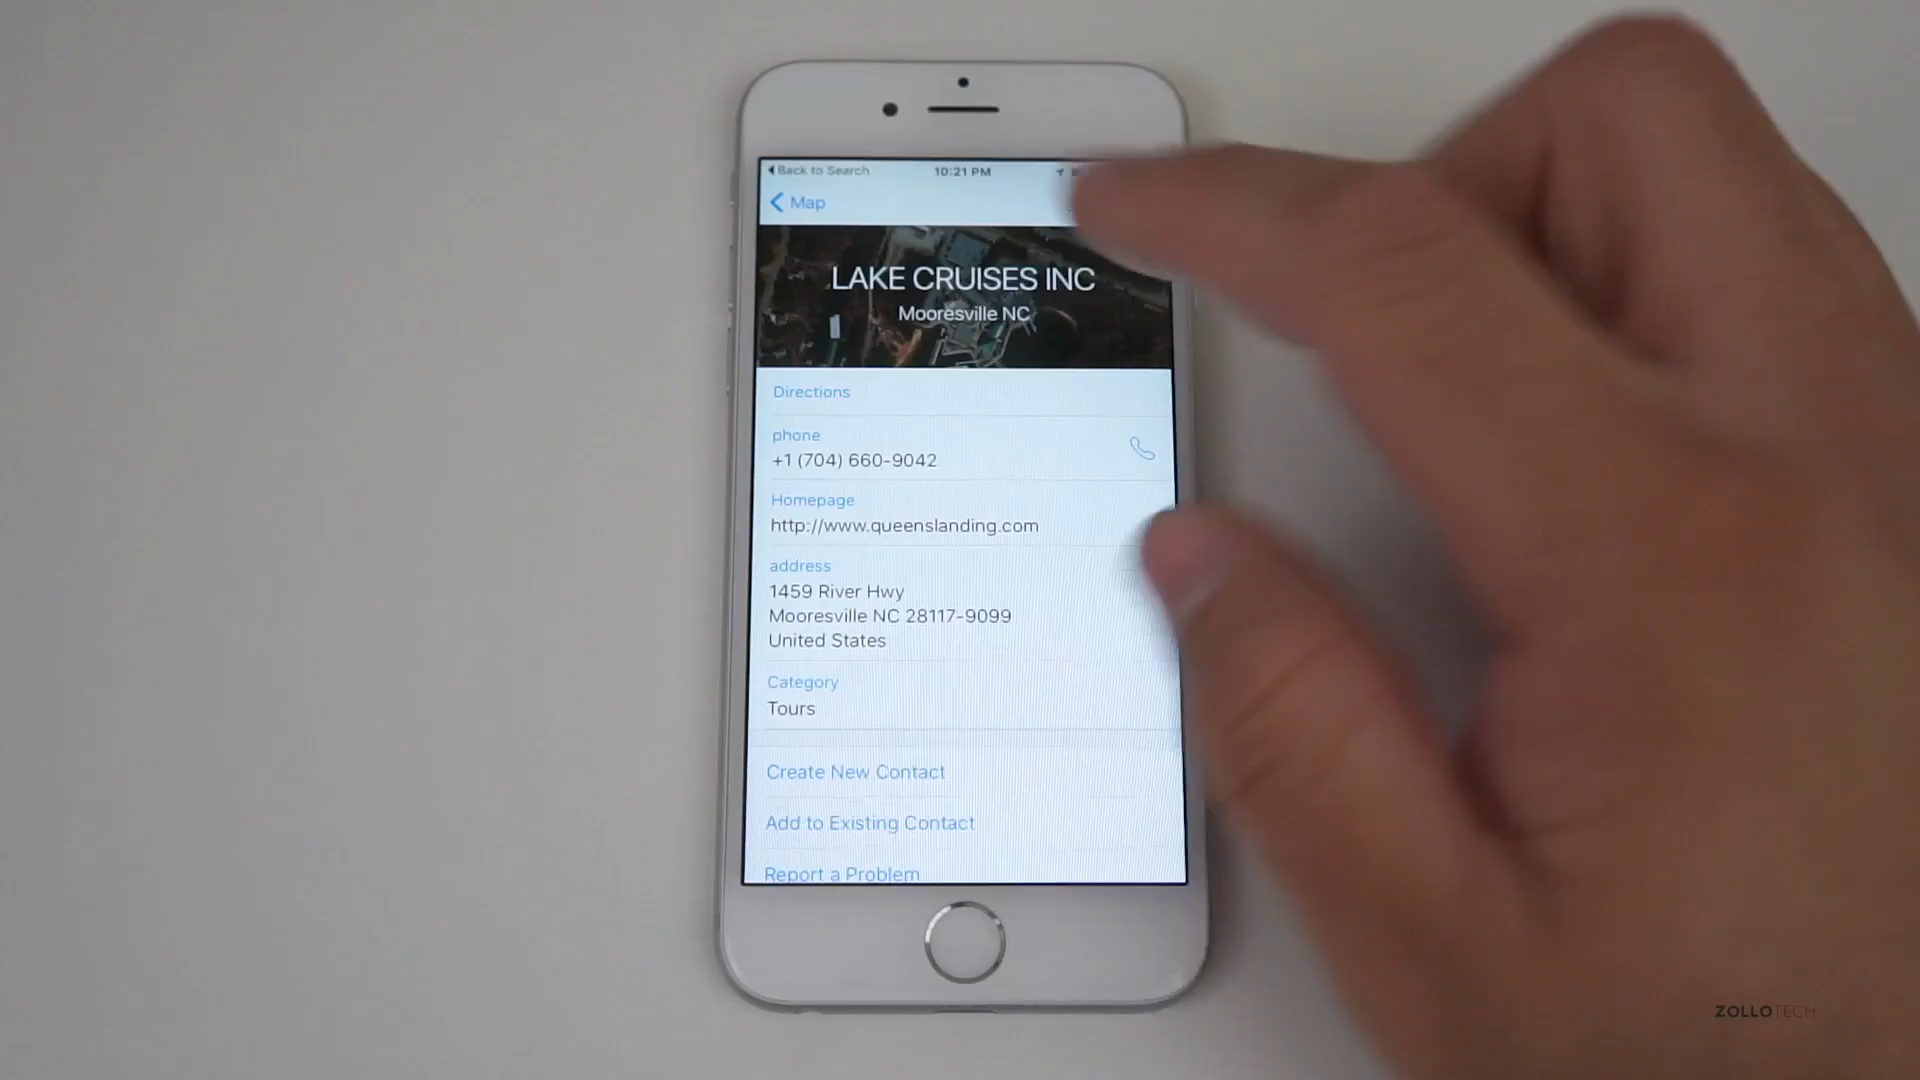 Back to Search
10:21 PM
Map
LAKE CRUISES INC
Mooresville NC
Directions
phone
+1 (704) 660-9042
Homepage
http://www.queenslanding.com
address
1459 River Hwy
Mooresville NC 28117-9099
United States
Category
Tours
Create New Contact
Add to Existing Contact
Report a Problem
ZOLLOTECH